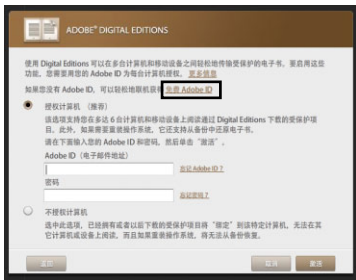 ADOBE® DIGITAL EDITIONS
使用 Digital Editions 可以在多台计算机和移动设备之间轻松地传输受保护的电子书。要启用这些
功能，您需要用您的 Adobe ID 为每台计算机授权。 更多信息
如果您没有 Adobe ID，可以轻松地联机获得 免费 Adobe ID
授权计算机 （推荐）
该选项支持您在多达 6 台计算机和移动设备上阅读通过 Digital Editions 下载的受保护项
目。此外，如果需要重装操作系统，它还支持从备份中还原电子书。
请在下面输入您的 Adobe ID 和密码，然后单击“激活”。
Adobe ID（电子邮件地址）
忘记 Adobe ID？
密码
忘记密码？
不授权计算机
选中此选项，已经拥有或者以后下载的受保护项目将“绑定”到该特定计算机，无法在其
它计算机或设备上阅读，而且如果重装操作系统，将无法从备份恢复。
返回
取消
激活